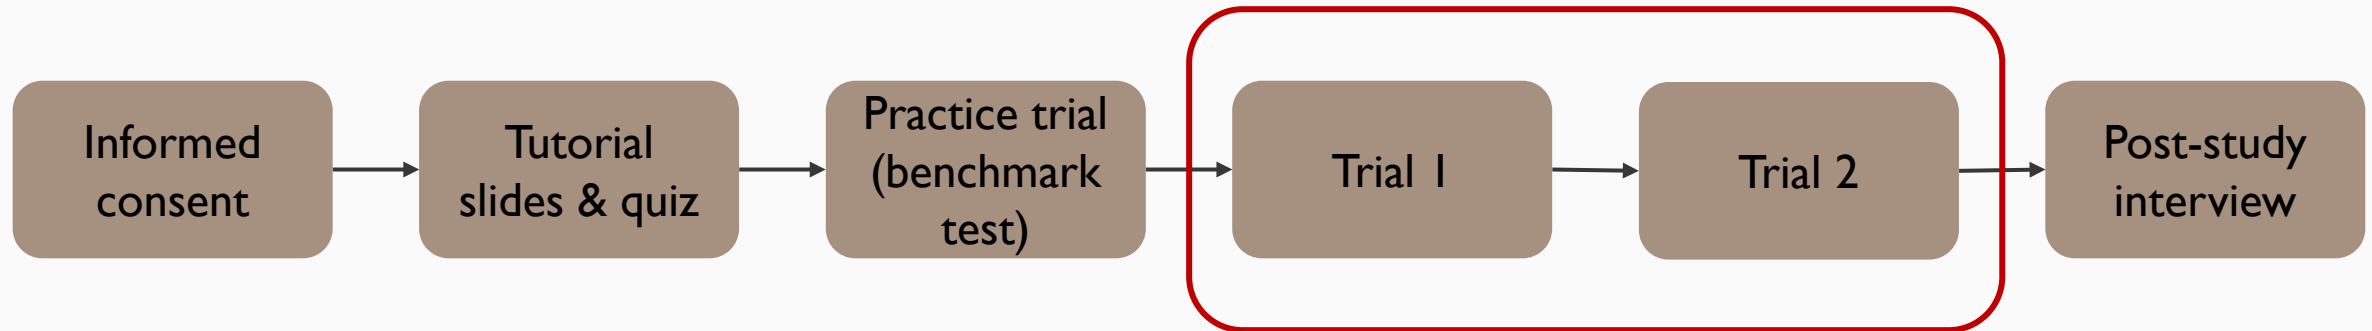 Informed
consent
Tutorial
slides & quiz
Practice trial
(benchmark
test)
Trial 1
Trial 2
Post-study
interview